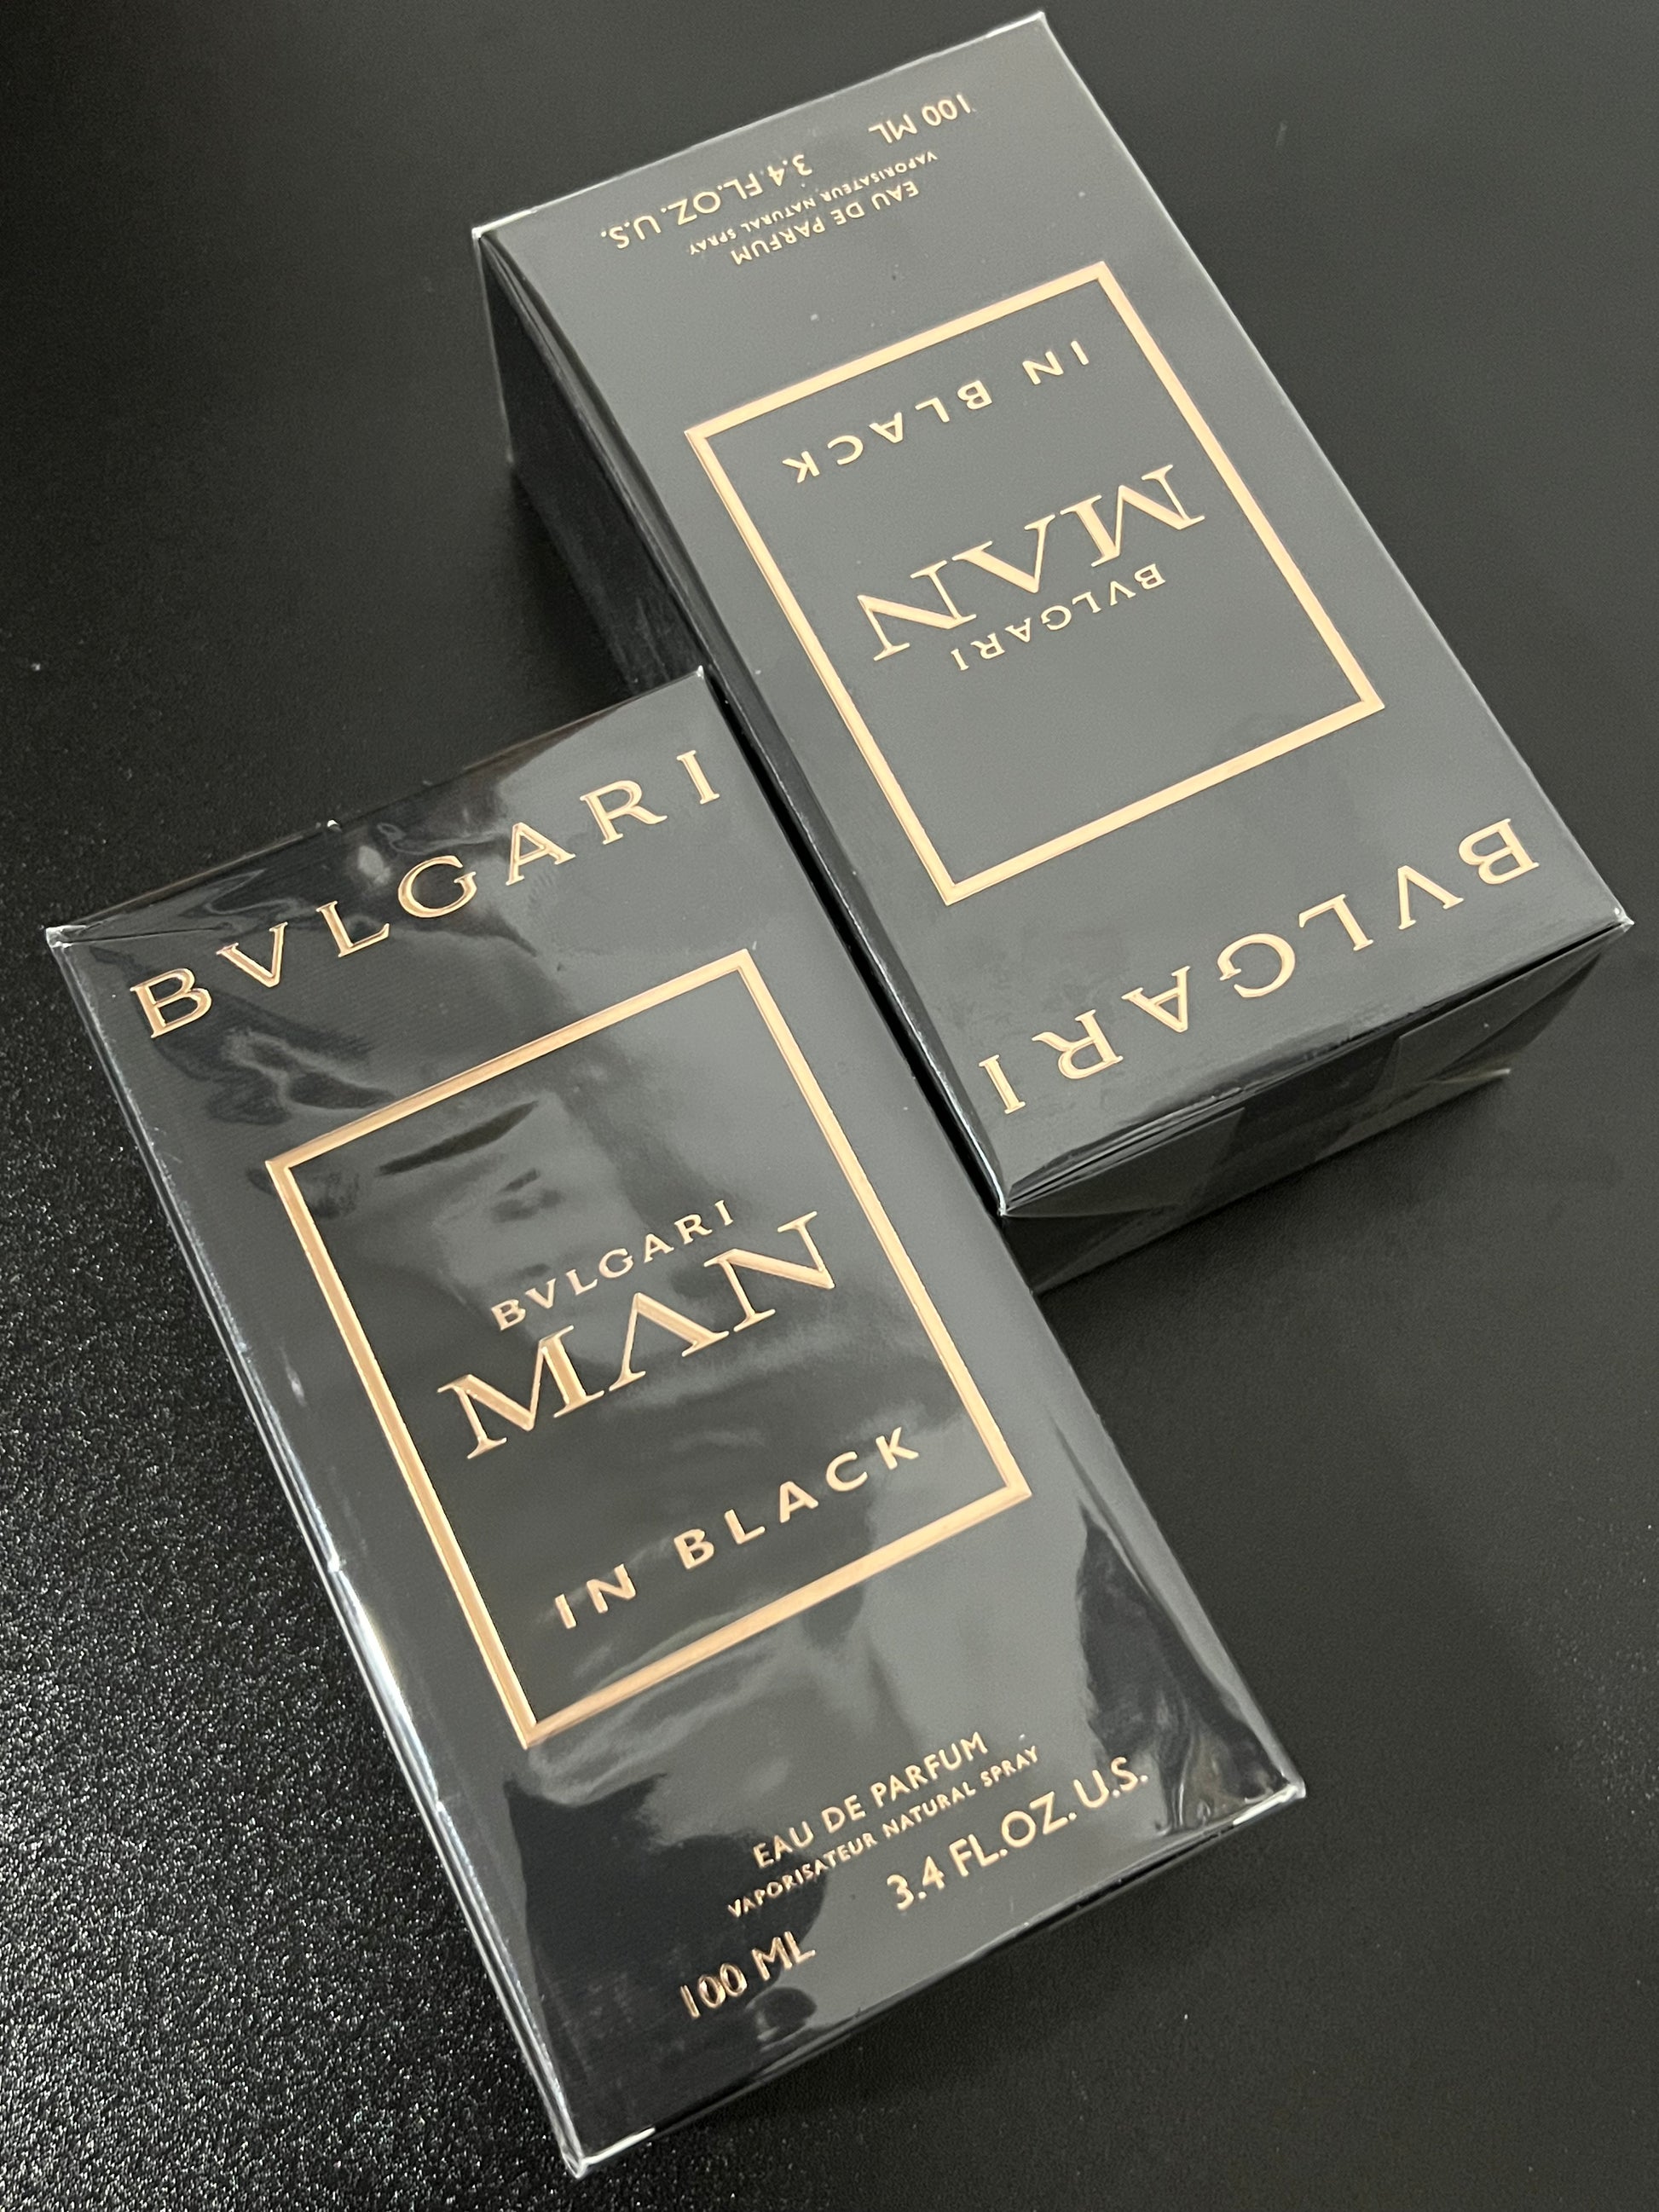 BVLGARI
BVLGARI
MAN
IN BLACK
EAU DE PARFUM
VAPORISATEUR NATURAL SPRAY
100 ML 3.4 FL.OZ. U.S.
BVLGARI
BVLGARI
MAN
IN BLACK
EAU DE PARFUM
VAPORISATEUR NATURAL SPRAY
100 ML 3.4 FL.OZ. U.S.